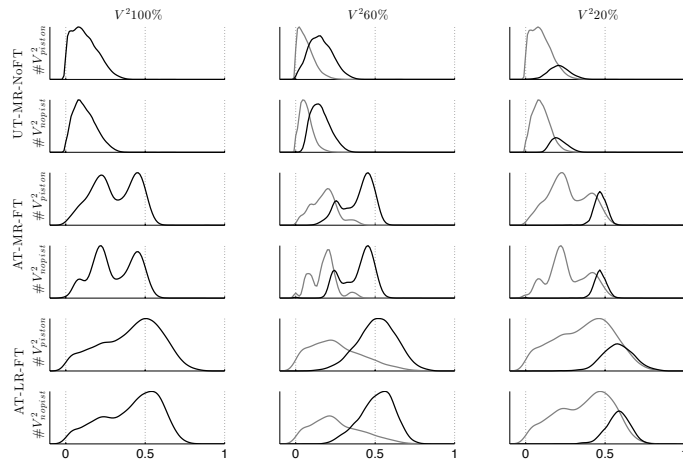 V²100%
V²60%
V²20%
UT-MR-NoFT
#V²piston
#V²nopist
AT-MR-FT
#V²piston
#V²nopist
AT-LR-FT
#V²piston
#V²nopist
0 0.5 1
0 0.5 1
0 0.5 1